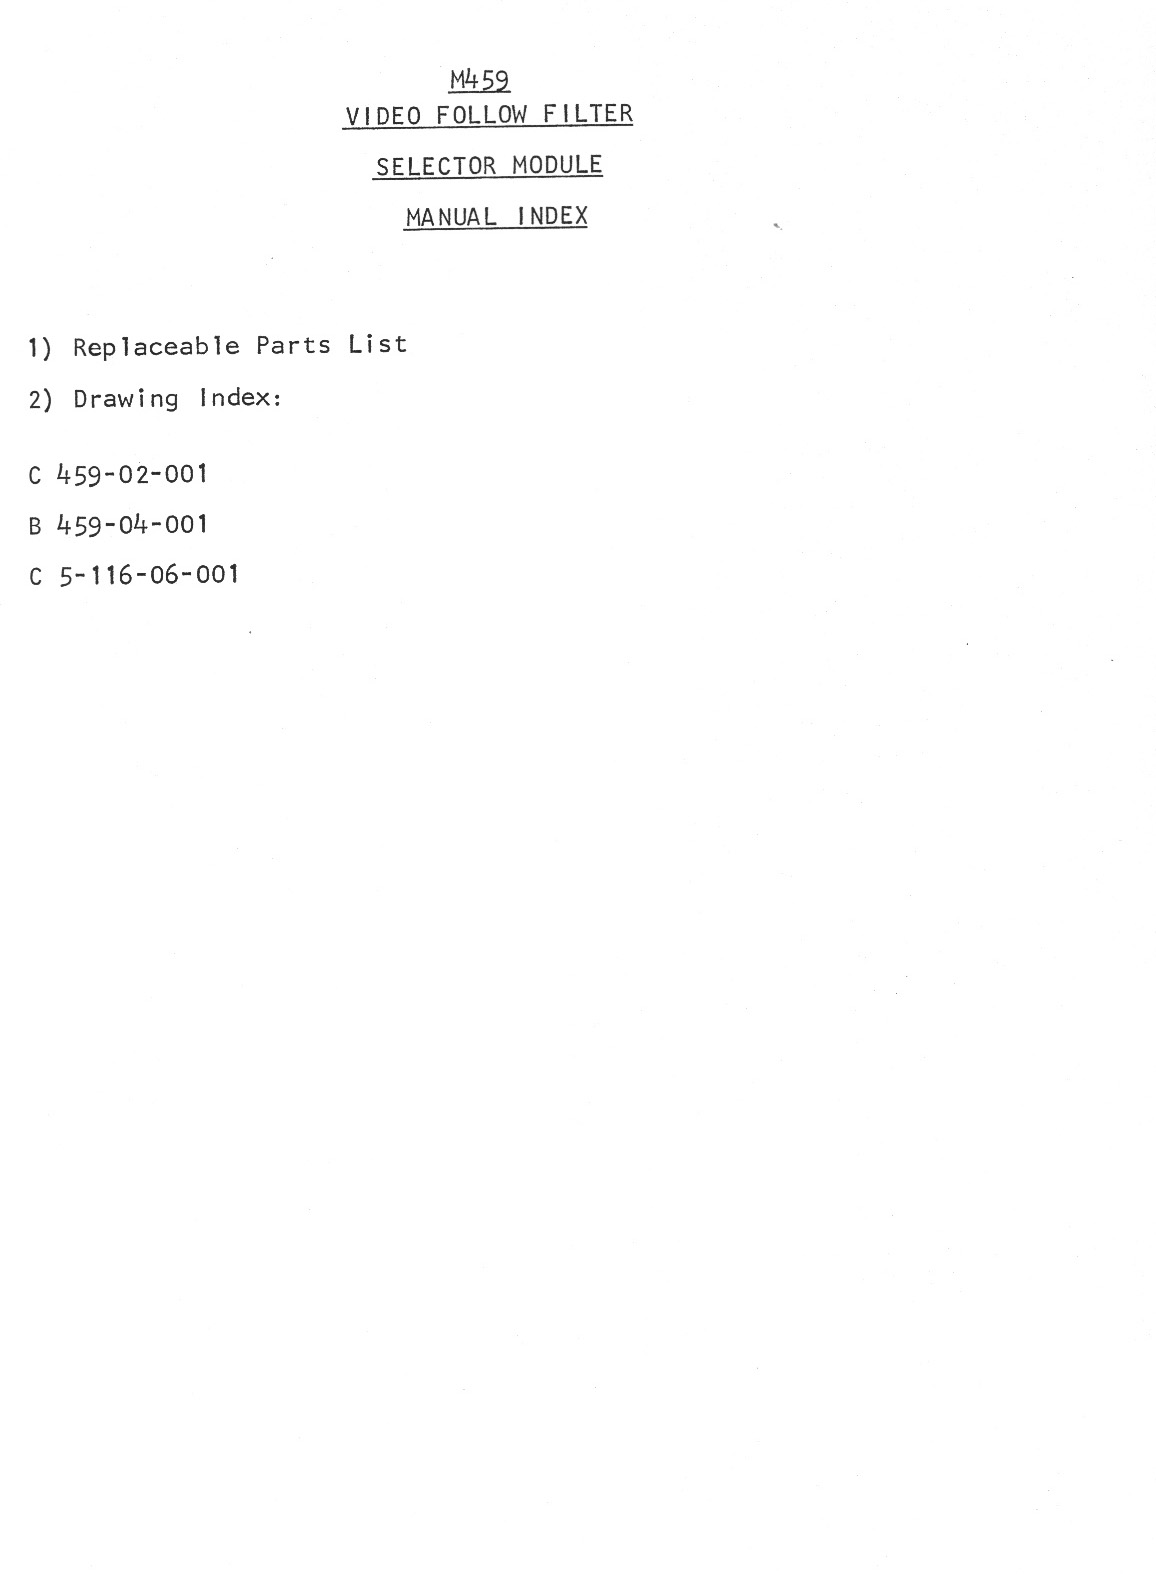 M459
VIDEO FOLLOW FILTER
SELECTOR MODULE
MANUAL INDEX
1) Replaceable Parts List
2) Drawing Index:
C 459-02-001
B 459-04-001
C 5-116-06-001